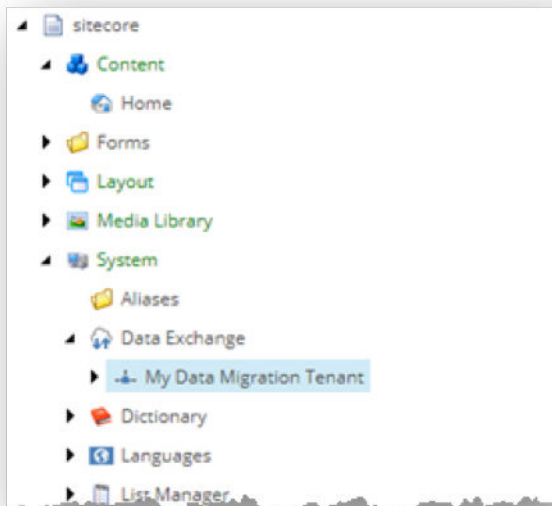 sitecore
Content
Home
Forms
Layout
Media Library
System
Aliases
Data Exchange
My Data Migration Tenant
Dictionary
Languages
List Manager